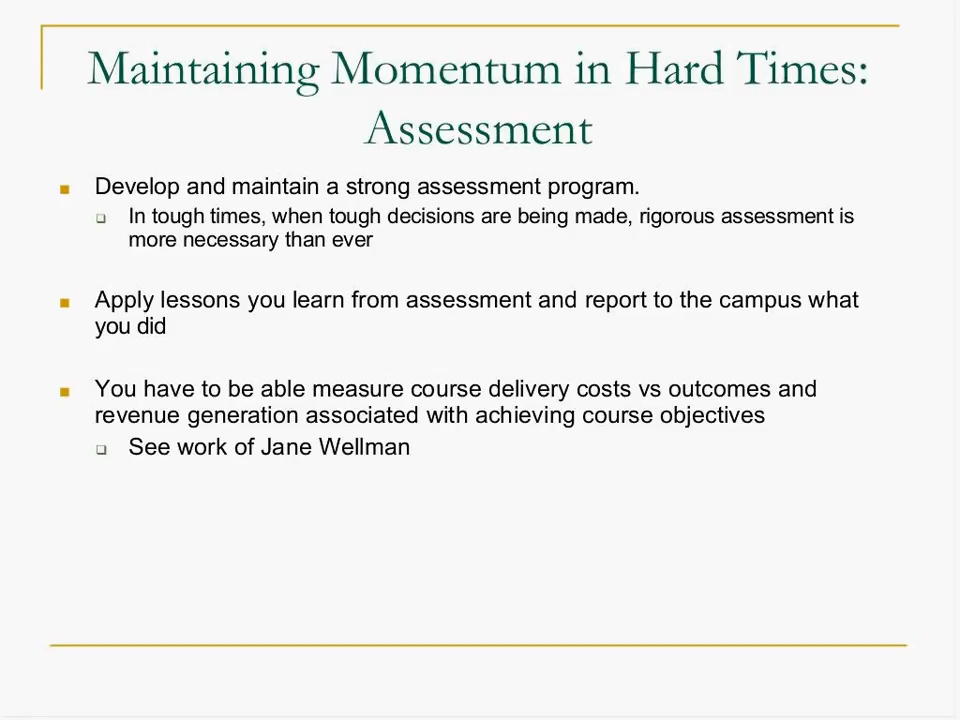 Maintaining Momentum in Hard Times:
Assessment
Develop and maintain a strong assessment program.
In tough times, when tough decisions are being made, rigorous assessment is
more necessary than ever
Apply lessons you learn from assessment and report to the campus what
you did
You have to be able measure course delivery costs vs outcomes and
revenue generation associated with achieving course objectives
See work of Jane Wellman